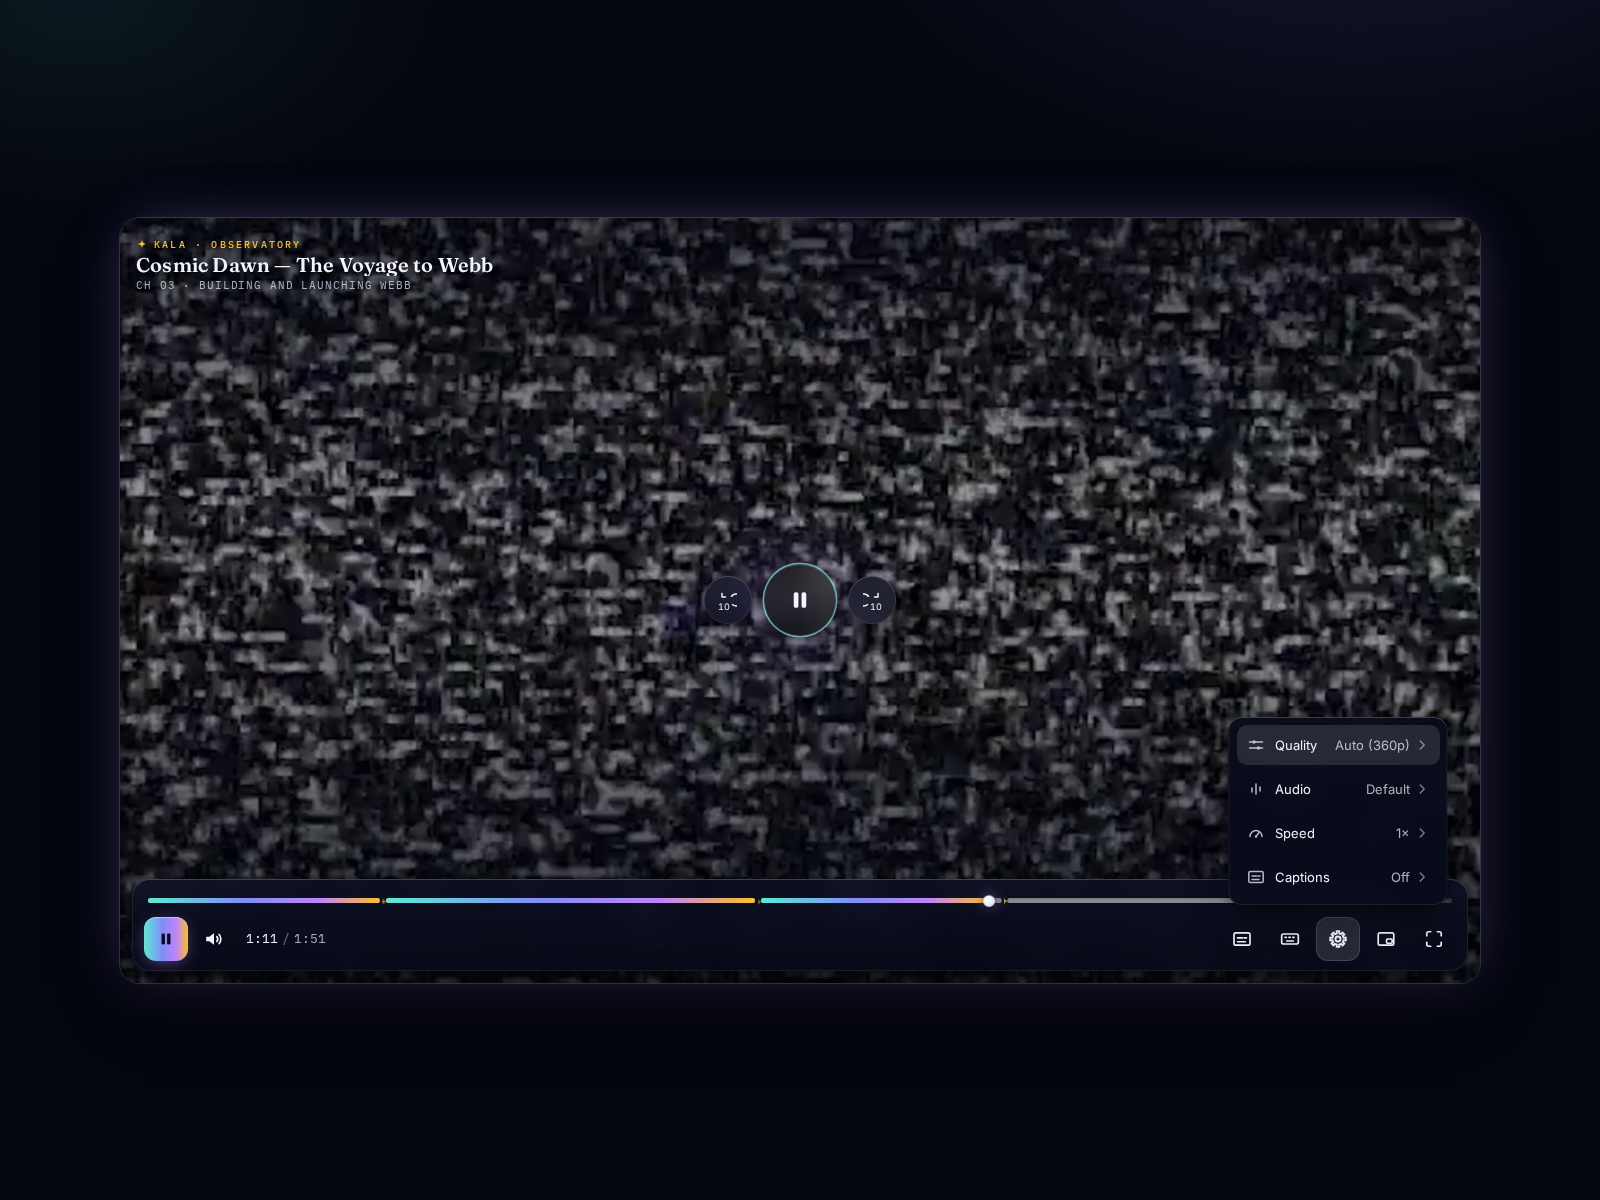 ✦ KALA · OBSERVATORY
Cosmic Dawn — The Voyage to Webb
CH 03 · BUILDING AND LAUNCHING WEBB
10
10
Quality Auto (360p)
Audio Default
Speed 1×
Captions Off
1:11 / 1:51